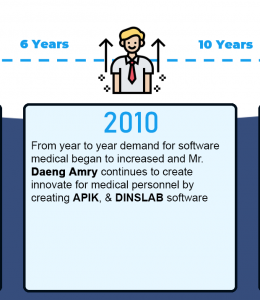 6 Years
10 Years
2010
From year to year demand for software
medical began to increased and Mr.
Daeng Amry continues to create
innovate for medical personnel by
creating APIK, & DINSLAB software